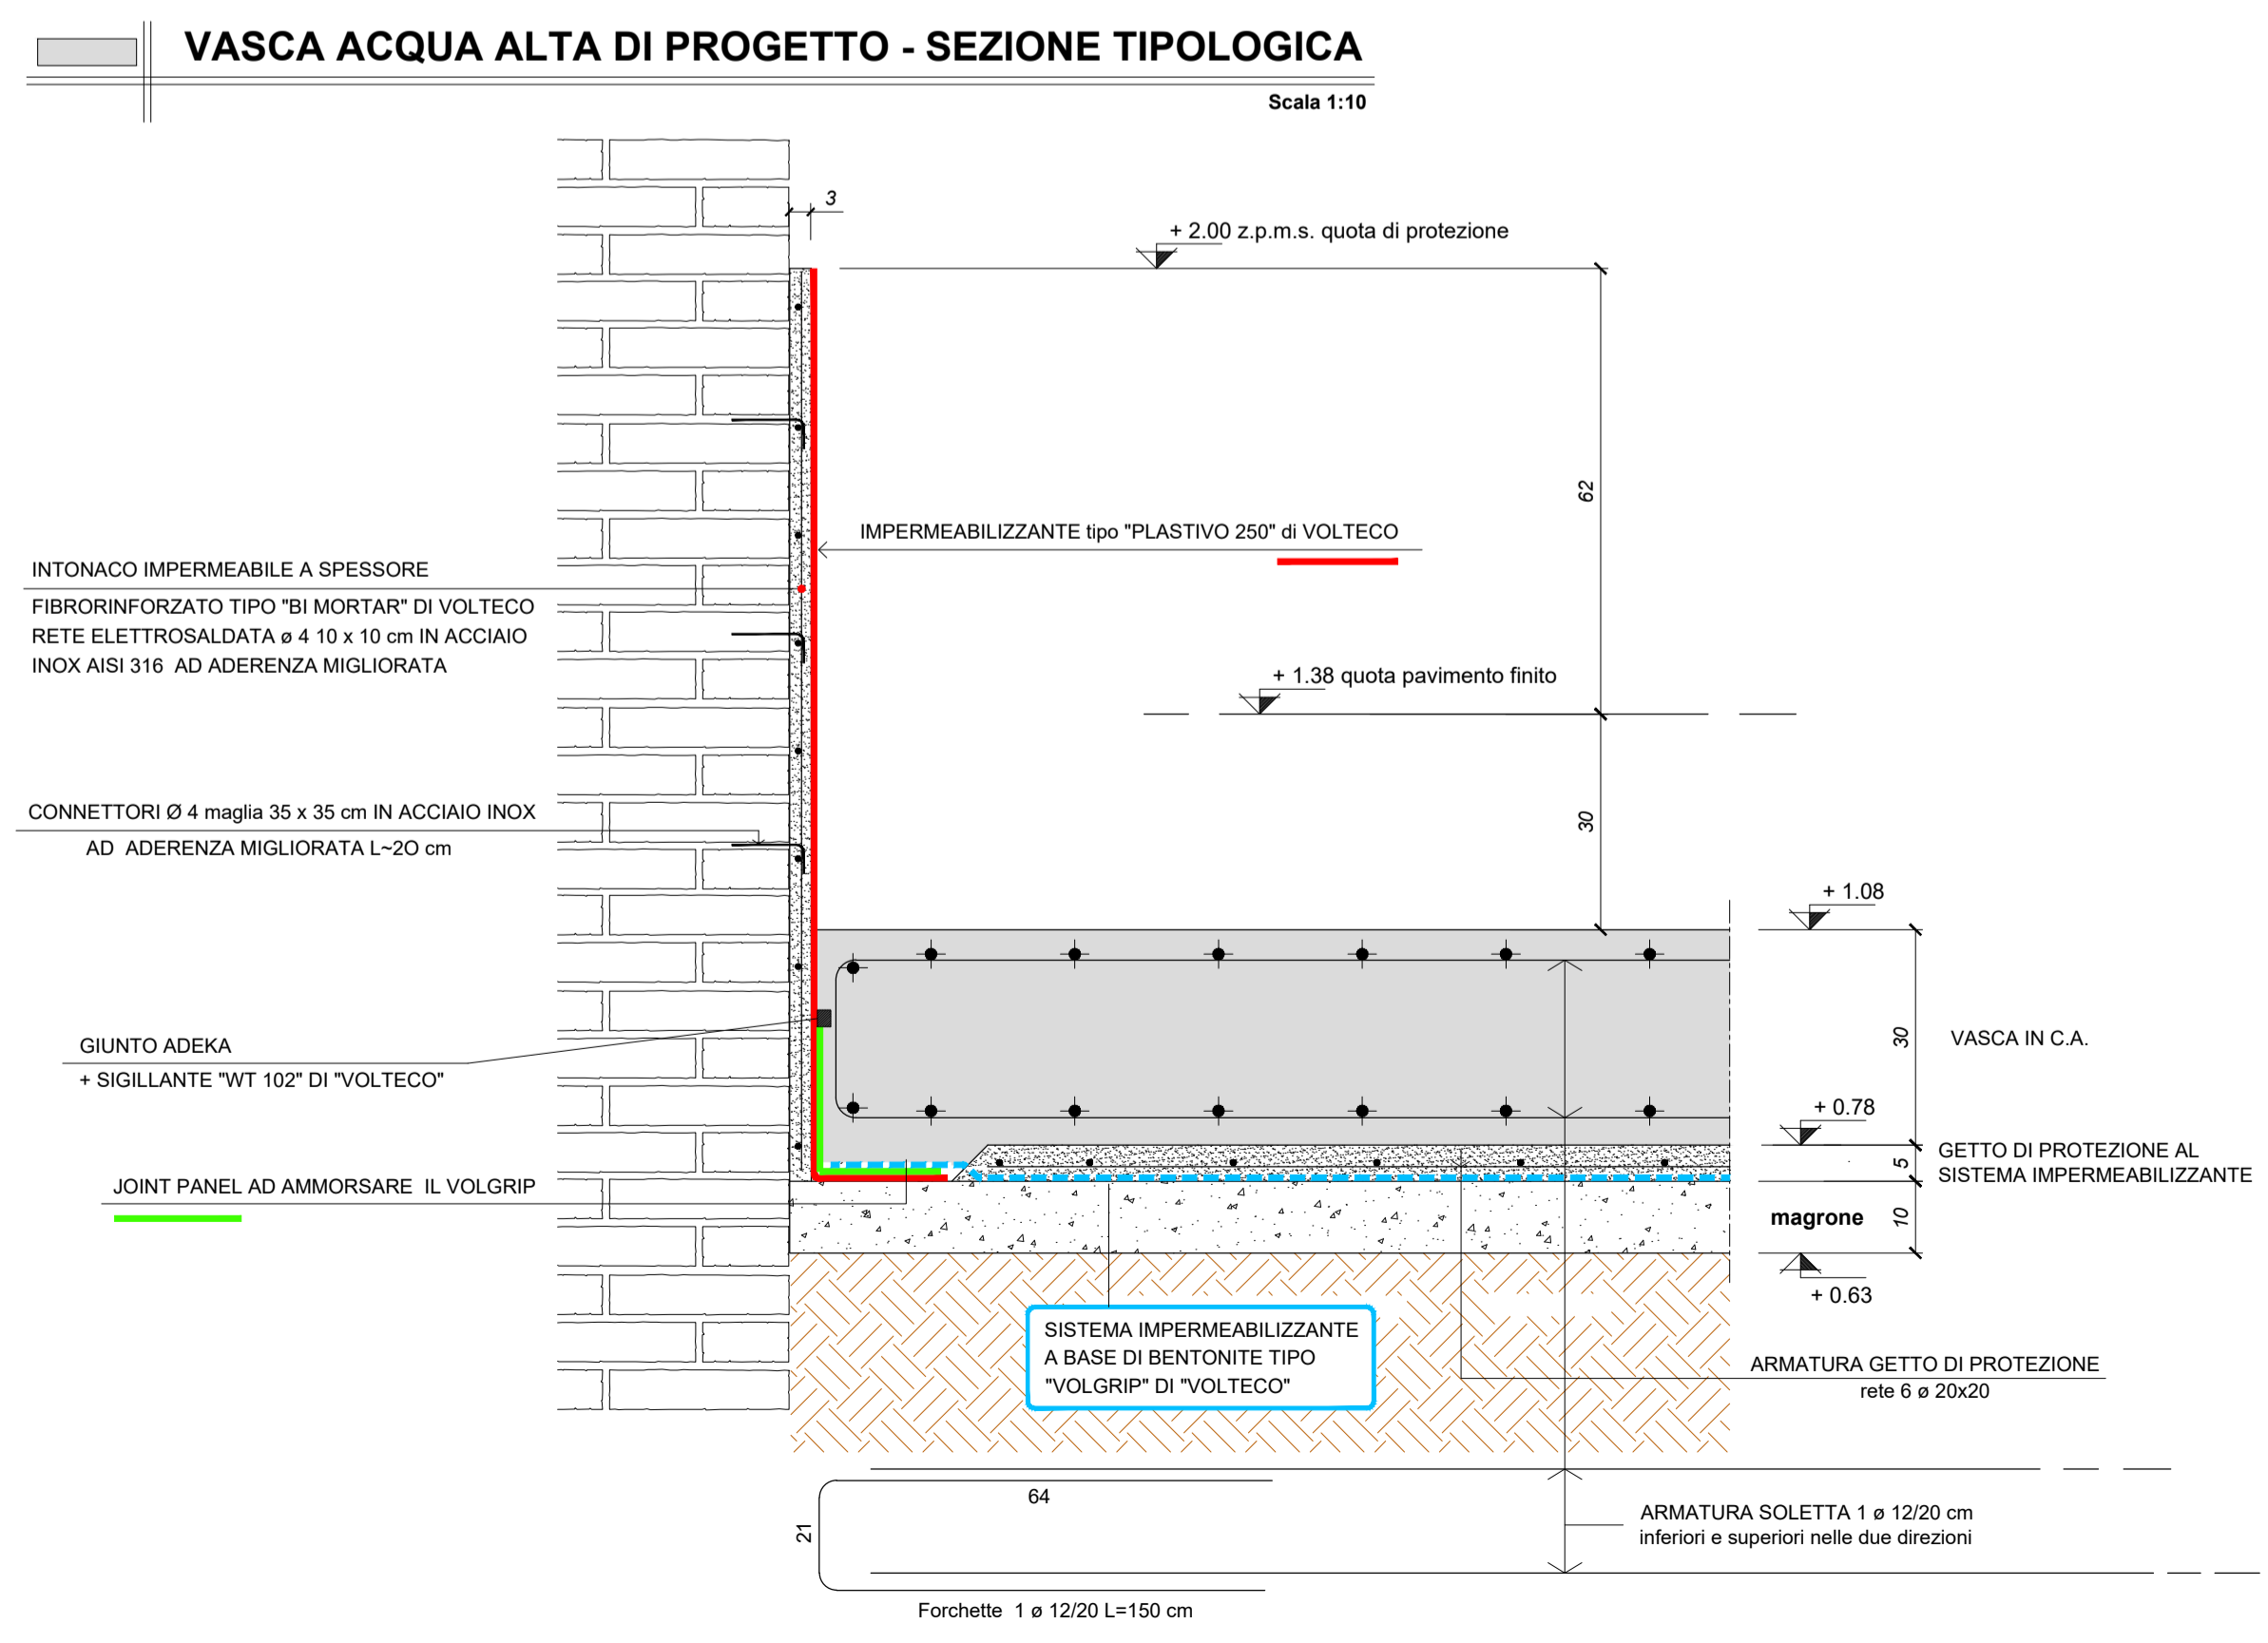 VASCA ACQUA ALTA DI PROGETTO - SEZIONE TIPOLOGICA
Scala 1:10
3
+ 2.00 z.p.m.s. quota di protezione
62
IMPERMEABILIZZANTE tipo "PLASTIVO 250" di VOLTECO
INTONACO IMPERMEABILE A SPESSORE
FIBRORINFORZATO TIPO "BI MORTAR" DI VOLTECO
RETE ELETTROSALDATA ø 4 10 x 10 cm IN ACCIAIO
INOX AISI 316  AD ADERENZA MIGLIORATA
+ 1.38 quota pavimento finito
30
CONNETTORI Ø 4 maglia 35 x 35 cm IN ACCIAIO INOX
AD  ADERENZA MIGLIORATA L~2O cm
+ 1.08
30
VASCA IN C.A.
GIUNTO ADEKA
+ SIGILLANTE "WT 102" DI "VOLTECO"
+ 0.78
5
GETTO DI PROTEZIONE AL
SISTEMA IMPERMEABILIZZANTE
JOINT PANEL AD AMMORSARE  IL VOLGRIP
magrone
10
+ 0.63
SISTEMA IMPERMEABILIZZANTE
A BASE DI BENTONITE TIPO
"VOLGRIP" DI "VOLTECO"
ARMATURA GETTO DI PROTEZIONE
rete 6 ø 20x20
64
21
ARMATURA SOLETTA 1 ø 12/20 cm
inferiori e superiori nelle due direzioni
Forchette  1 ø 12/20 L=150 cm